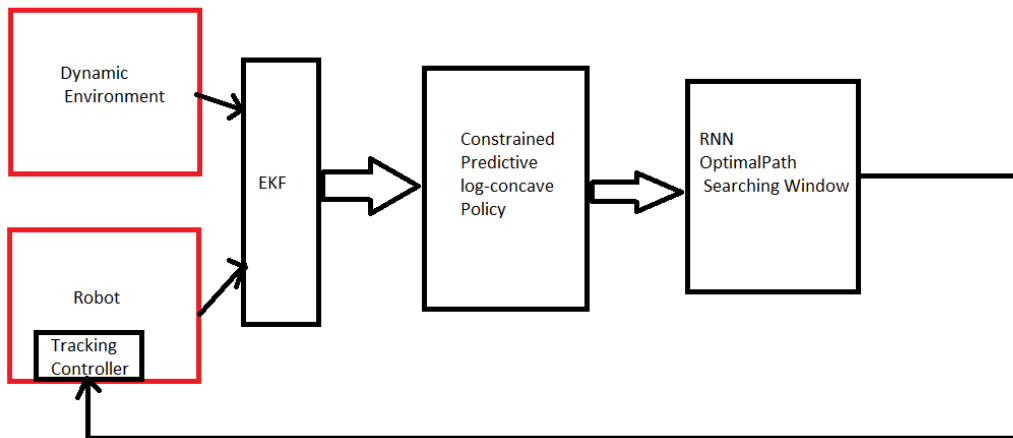 Dynamic
Environment
EKF
Constrained
Predictive
log-concave
Policy
RNN
OptimalPath
Searching Window
Robot
Tracking
Controller